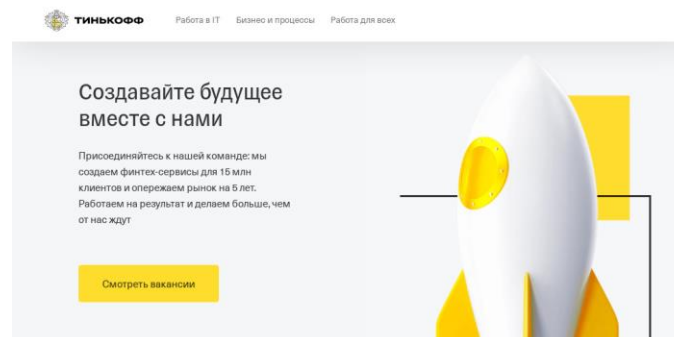 ТИНЬКОФФ
Работа в IT Бизнес и процессы Работа для всех
Создавайте будущее
вместе с нами
Присоединяйтесь к нашей команде: мы
создаем финтех-сервисы для 15 млн
клиентов и опережаем рынок на 5 лет.
Работаем на результат и делаем больше, чем
от нас ждут
Смотреть вакансии